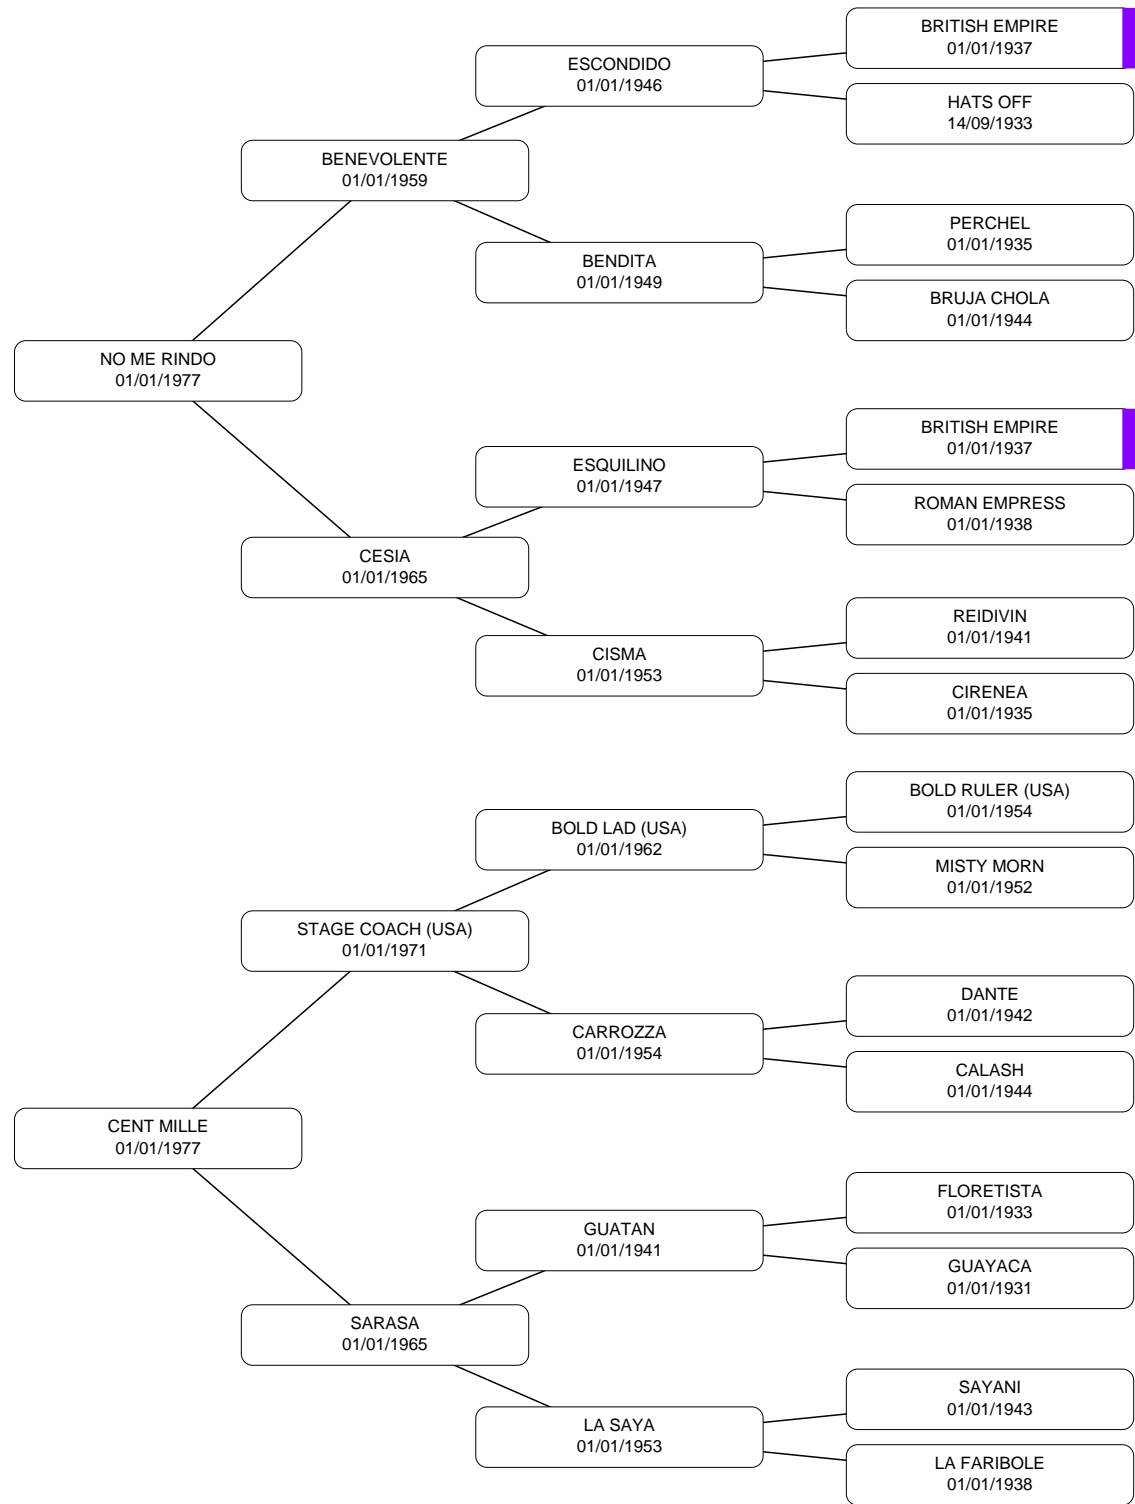 BRITISH EMPIRE
01/01/1937
ESCONDIDO
01/01/1946
HATS OFF
14/09/1933
BENEVOLENTE
01/01/1959
PERCHEL
01/01/1935
BENDITA
01/01/1949
BRUJA CHOLA
01/01/1944
NO ME RINDO
01/01/1977
BRITISH EMPIRE
01/01/1937
ESQUILINO
01/01/1947
ROMAN EMPRESS
01/01/1938
CESIA
01/01/1965
REIDIVIN
01/01/1941
CISMA
01/01/1953
CIRENEA
01/01/1935
BOLD RULER (USA)
01/01/1954
BOLD LAD (USA)
01/01/1962
MISTY MORN
01/01/1952
STAGE COACH (USA)
01/01/1971
DANTE
01/01/1942
CARROZZA
01/01/1954
CALASH
01/01/1944
CENT MILLE
01/01/1977
FLORETISTA
01/01/1933
GUATAN
01/01/1941
GUAYACA
01/01/1931
SARASA
01/01/1965
SAYANI
01/01/1943
LA SAYA
01/01/1953
LA FARIBOLE
01/01/1938